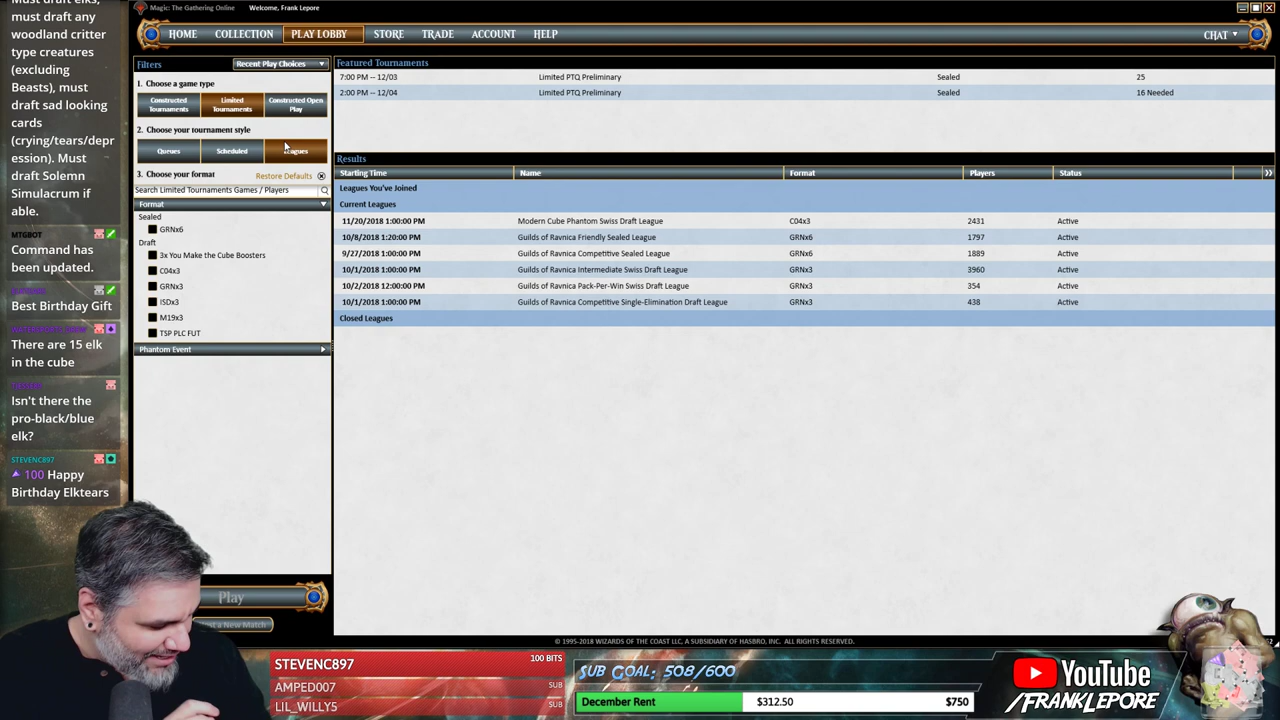 Magic: The Gathering Online
Welcome, Frank Lepore
HOME COLLECTION PLAY LOBBY STORE TRADE ACCOUNT HELP CHAT
must draft any
woodland critter
type creatures
(excluding
Beasts), must
draft sad looking
cards
(crying/tears/depr
ession). Must
draft Solemn
Simulacrum if
able.
MTGBOT
Command has
been updated.
Best Birthday Gift
There are 15 elk
in the cube
Isn't there the
pro-black/blue
elk?
STEVENC897
100 Happy
Birthday Elktears
Filters
Recent Play Choices
1. Choose a game type
Constructed Tournaments
Limited Tournaments
Constructed Open Play
2. Choose your tournament style
Queues Scheduled Leagues
3. Choose your format
Restore Defaults
Search Limited Tournaments Games / Players
Format
Sealed
GRNx6
Draft
3x You Make the Cube Boosters
C04x3
GRNx3
ISDx3
M19x3
TSP PLC FUT
Phantom Event
Play
a New Match
Featured Tournaments
7:00 PM -- 12/03 Limited PTQ Preliminary Sealed 25
2:00 PM -- 12/04 Limited PTQ Preliminary Sealed 16 Needed
Results
Starting Time Name Format Players Status
Leagues You've Joined
Current Leagues
11/20/2018 1:00:00 PM Modern Cube Phantom Swiss Draft League C04x3 2431 Active
10/8/2018 1:20:00 PM Guilds of Ravnica Friendly Sealed League GRNx6 1797 Active
9/27/2018 1:00:00 PM Guilds of Ravnica Competitive Sealed League GRNx6 1889 Active
10/1/2018 1:00:00 PM Guilds of Ravnica Intermediate Swiss Draft League GRNx3 3960 Active
10/2/2018 12:00:00 PM Guilds of Ravnica Pack-Per-Win Swiss Draft League GRNx3 354 Active
10/1/2018 1:00:00 PM Guilds of Ravnica Competitive Single-Elimination Draft League GRNx3 438 Active
Closed Leagues
© 1995-2018 WIZARDS OF THE COAST LLC, A SUBSIDIARY OF HASBRO, INC. ALL RIGHTS RESERVED.
STEVENC897 100 BITS
AMPED007 SUB
LIL_WILLY5 SUB
SUB GOAL: 508/600
December Rent $312.50 $750
YouTube
/FRANKLEPORE